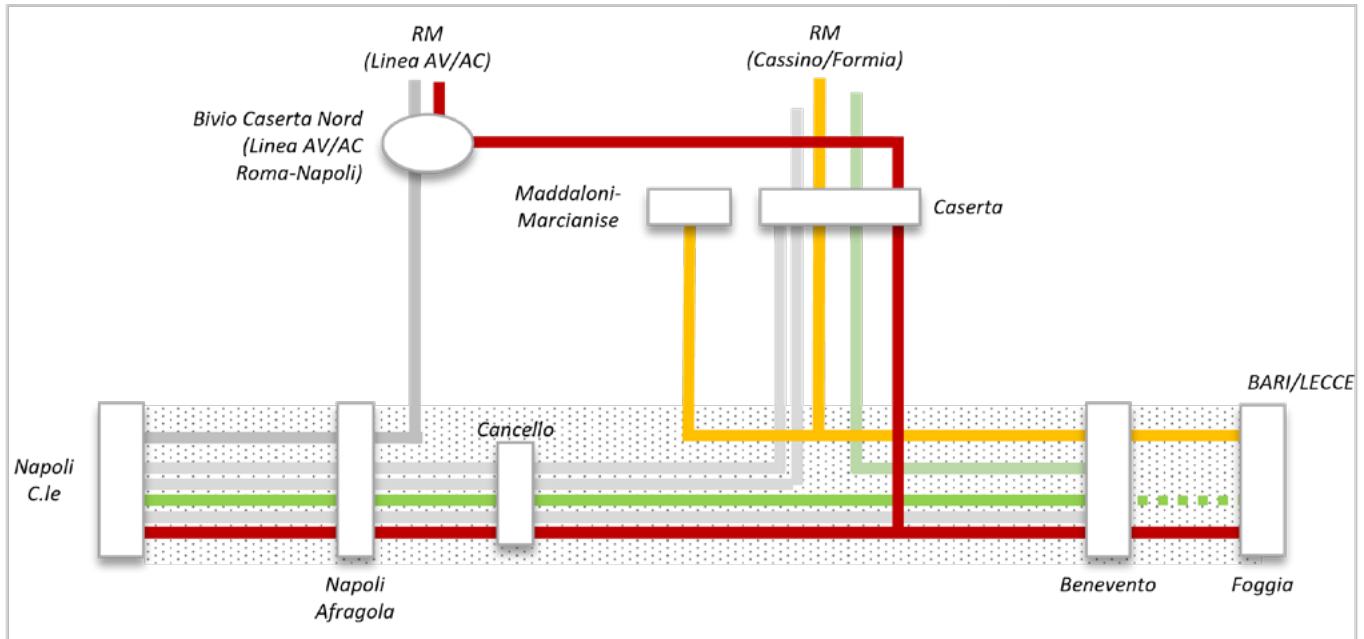 RM
(Linea AV/AC)
RM
(Cassino/Formia)
Bivio Caserta Nord
(Linea AV/AC
Roma-Napoli)
Maddaloni-
Marcianise
Caserta
BARI/LECCE
Cancello
Napoli
C.le
Napoli
Afragola
Benevento
Foggia